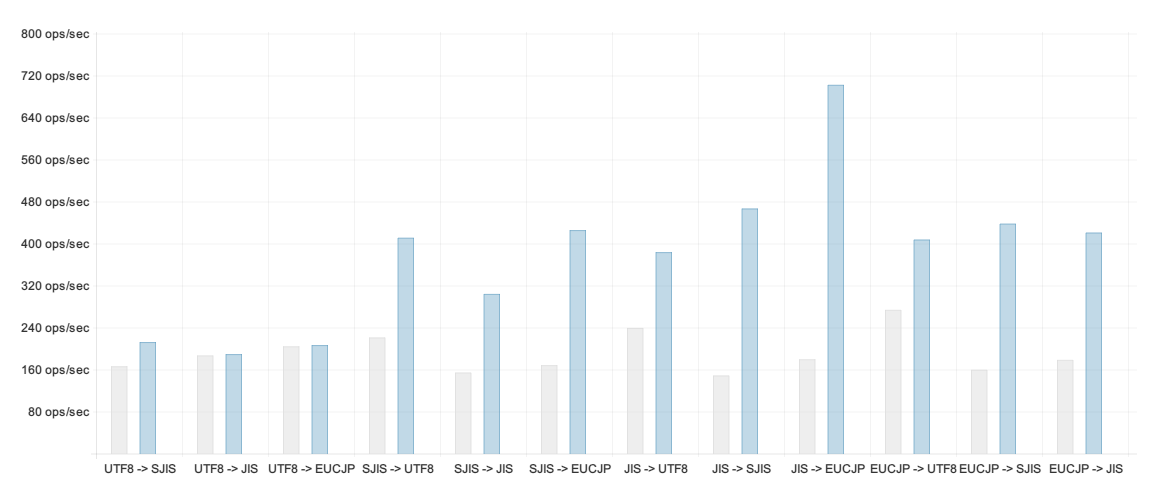 800 ops/sec
720 ops/sec
640 ops/sec
560 ops/sec
480 ops/sec
400 ops/sec
320 ops/sec
240 ops/sec
160 ops/sec
80 ops/sec
UTF8 -> SJIS UTF8 -> JIS UTF8 -> EUCJP SJIS -> UTF8 SJIS -> JIS SJIS -> EUCJP JIS -> UTF8 JIS -> SJIS JIS -> EUCJP EUCJP -> UTF8 EUCJP -> SJIS EUCJP -> JIS